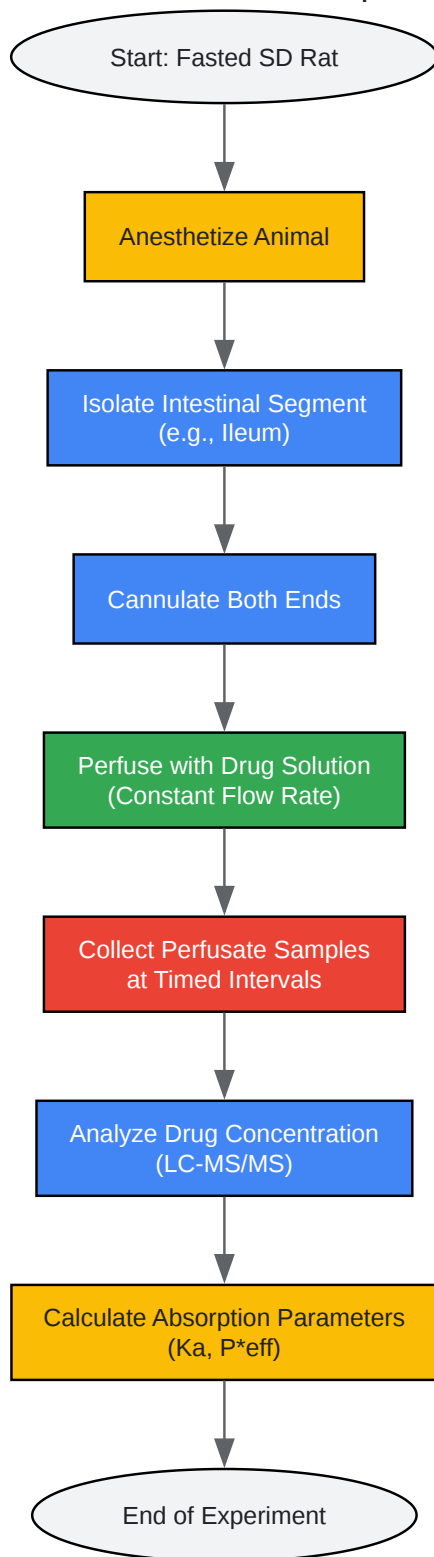 Start: Fasted SD Rat
Anesthetize Animal
Isolate Intestinal Segment
(e.g., Ileum)
Cannulate Both Ends
Perfuse with Drug Solution
(Constant Flow Rate)
Collect Perfusate Samples
at Timed Intervals
Analyze Drug Concentration
(LC-MS/MS)
Calculate Absorption Parameters
(Ka, P*eff)
End of Experiment